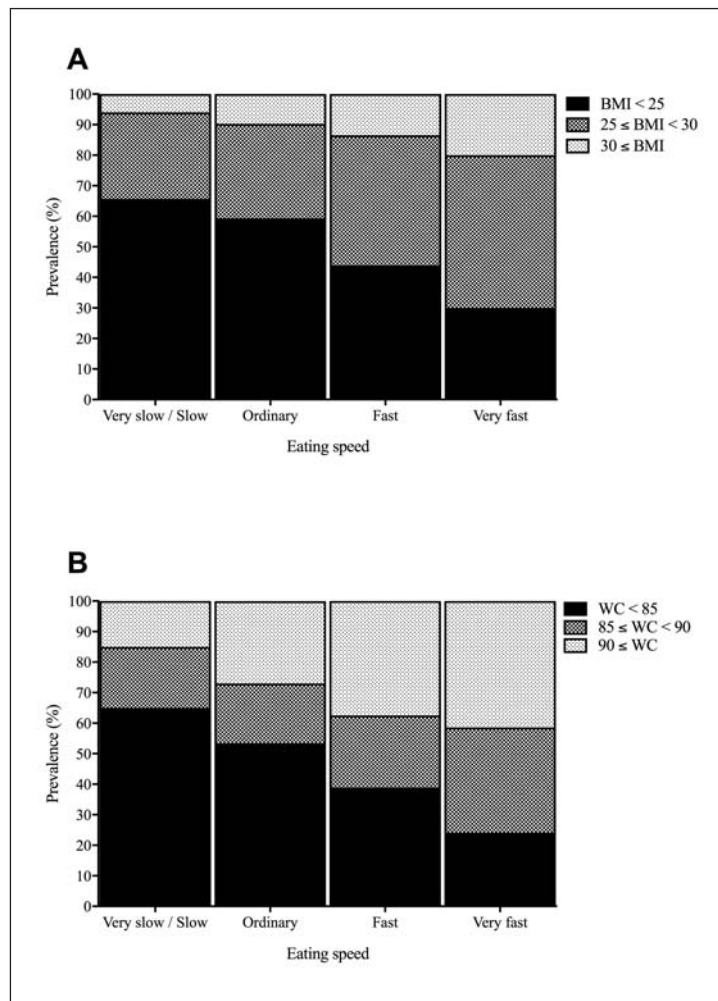 A
100
90
80
70
60
50
40
30
20
10
0
Prevalence (%)
Very slow / Slow Ordinary Fast Very fast
Eating speed
BMI < 25
25 ≤ BMI < 30
30 ≤ BMI
B
100
90
80
70
60
50
40
30
20
10
0
Prevalence (%)
Very slow / Slow Ordinary Fast Very fast
Eating speed
WC < 85
85 ≤ WC < 90
90 ≤ WC